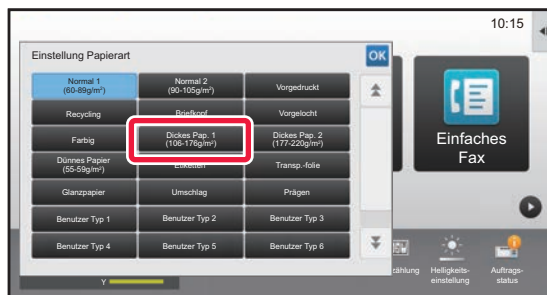 10:15
Einstellung Papierart
OK
Normal 1
(60-89g/m²)
Normal 2
(90-105g/m²)
Vorgedruckt
Recycling
Briefkopf
Vorgelocht
Farbig
Dickes Pap. 1
(106-176g/m²)
Dickes Pap. 2
(177-220g/m²)
Dünnes Papier
(55-59g/m²)
Etiketten
Transp.-folie
Glanzpapier
Umschlag
Prägen
Benutzer Typ 1
Benutzer Typ 2
Benutzer Typ 3
Benutzer Typ 4
Benutzer Typ 5
Benutzer Typ 6
Einfaches
Fax
zählung
Helligkeits-
einstellung
Auftrags-
status
Y